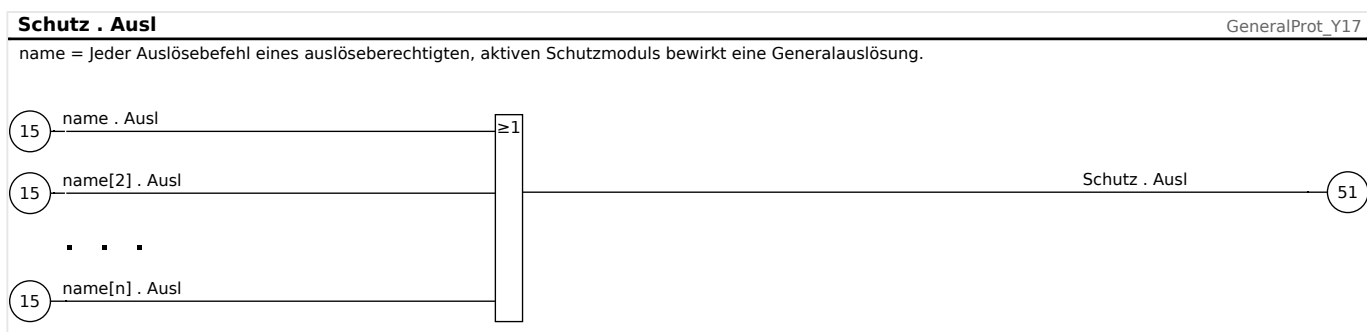 Schutz . Ausl
GeneralProt_Y17
name = Jeder Auslösebefehl eines auslöseberechtigten, aktiven Schutzmoduls bewirkt eine Generalauslösung.
15
name . Ausl
≥1
15
name[2] . Ausl
Schutz . Ausl
51
. . .
15
name[n] . Ausl